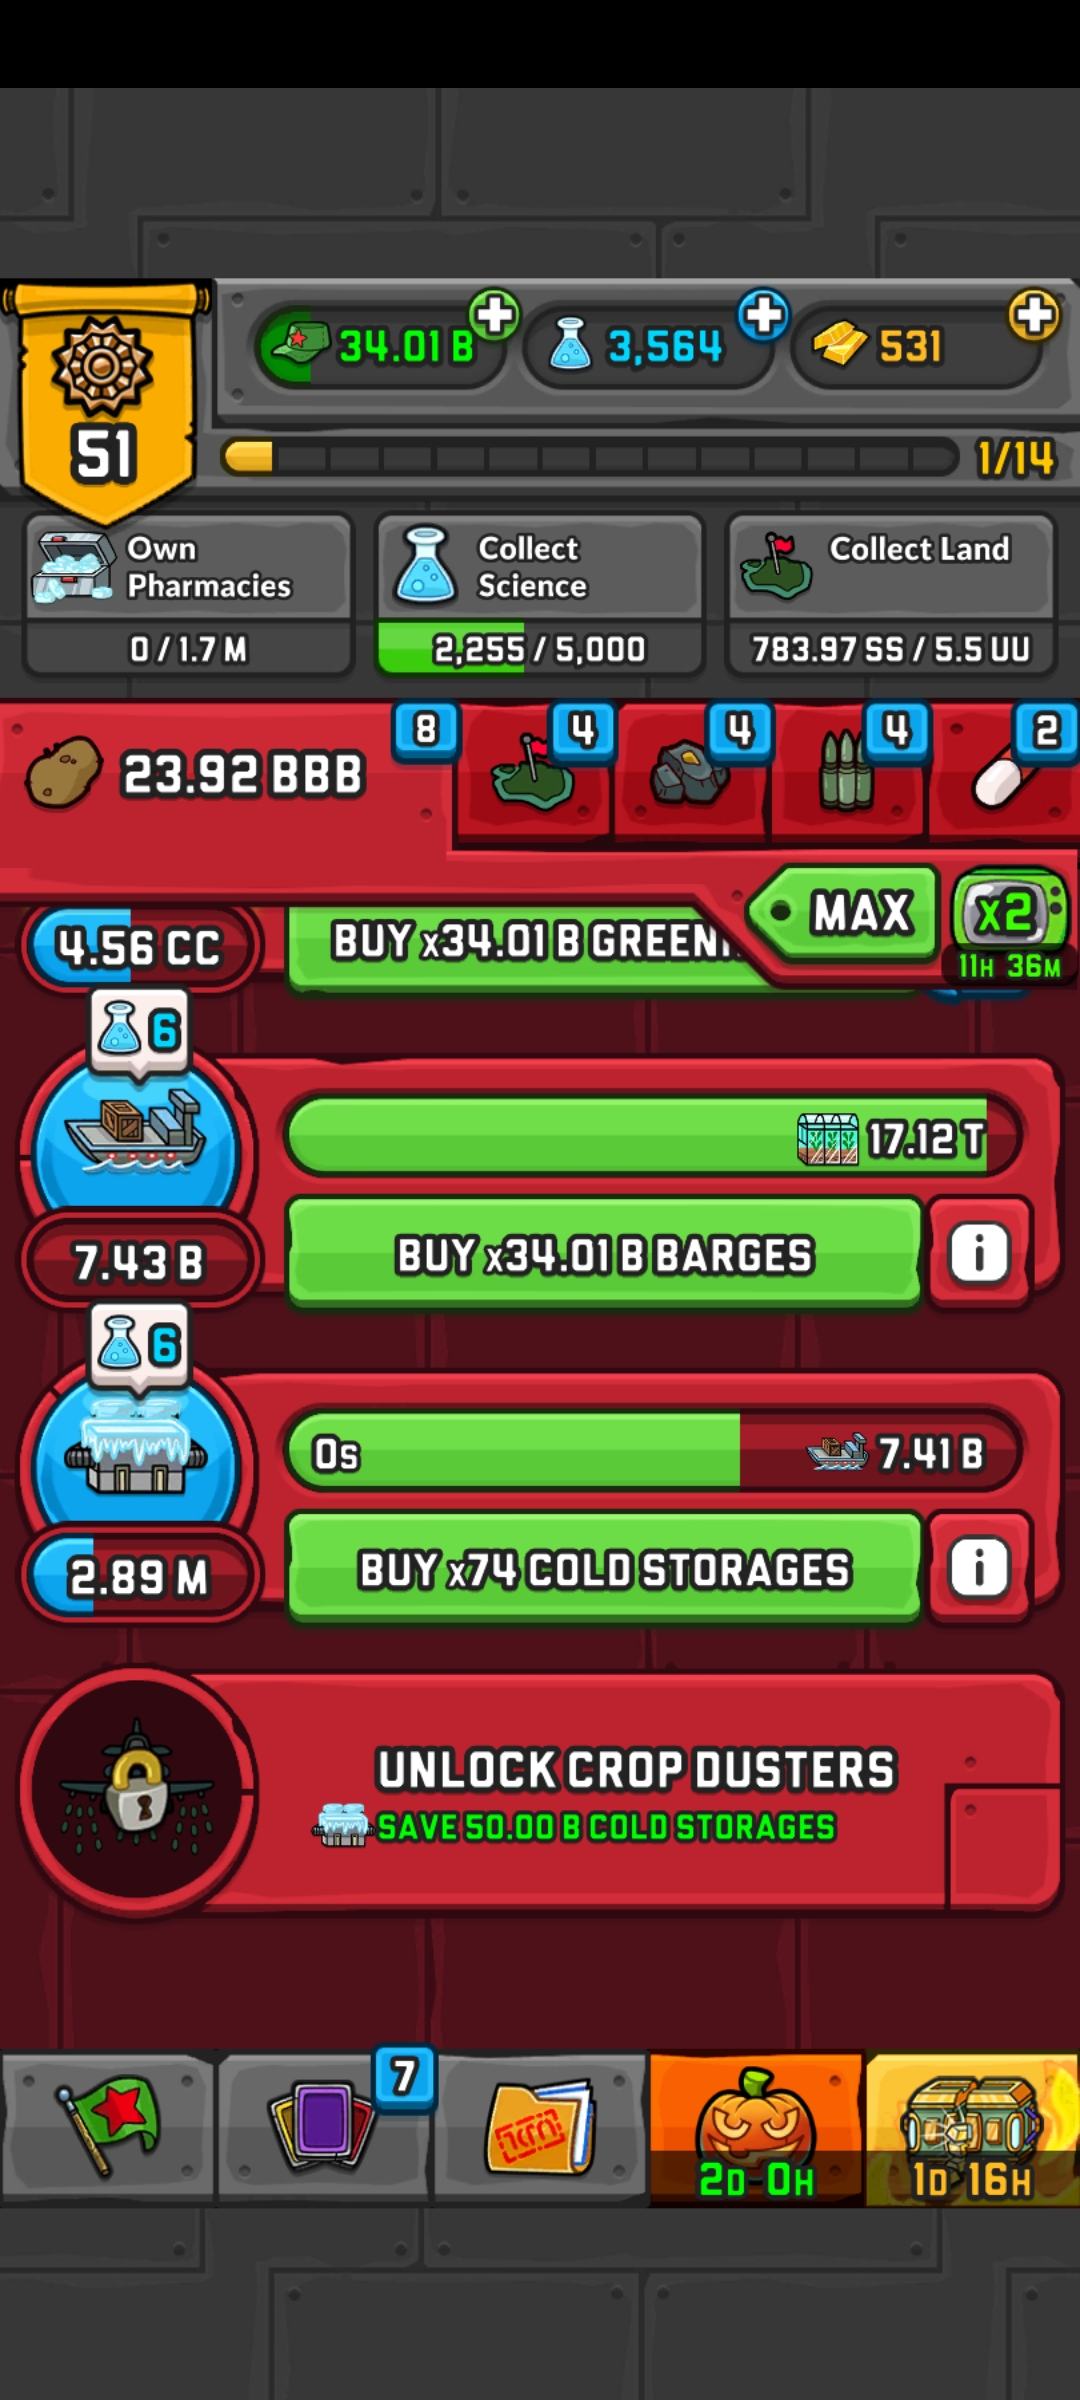 34.01 B
3,564
531
51
1/14
Own
Pharmacies
0 / 1.7 M
Collect
Science
2,255 / 5,000
Collect Land
783.97 SS / 5.5 UU
23.92 BBB
8
4
4
4
2
MAX
x2
11H 36M
4.56 CC
BUY x34.01 B
6
17.12 T
7.43 B
BUY x34.01 B BARGES
6
0s
7.41 B
2.89 M
BUY x74 COLD STORAGES
UNLOCK CROP DUSTERS
SAVE 50.00 B COLD STORAGES
7
2D 0H
1D 16H